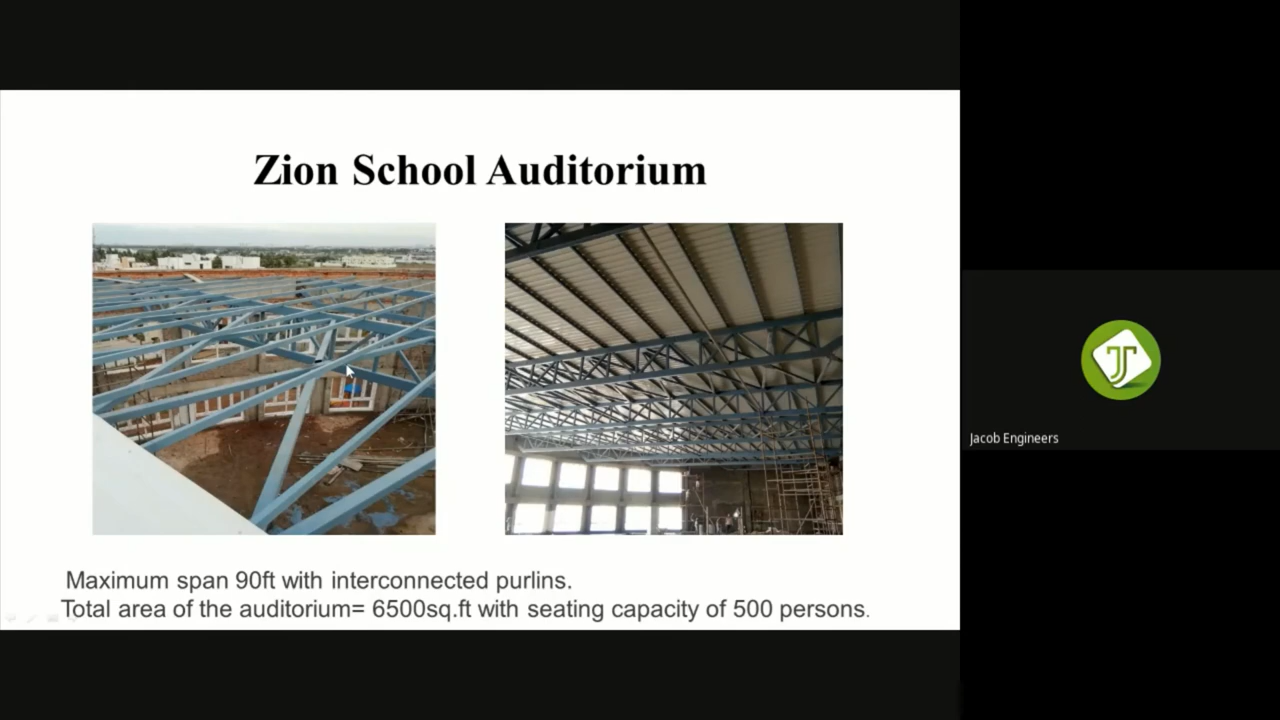 Zion School Auditorium
Maximum span 90ft with interconnected purlins.
Total area of the auditorium= 6500sq.ft with seating capacity of 500 persons.
Jacob Engineers